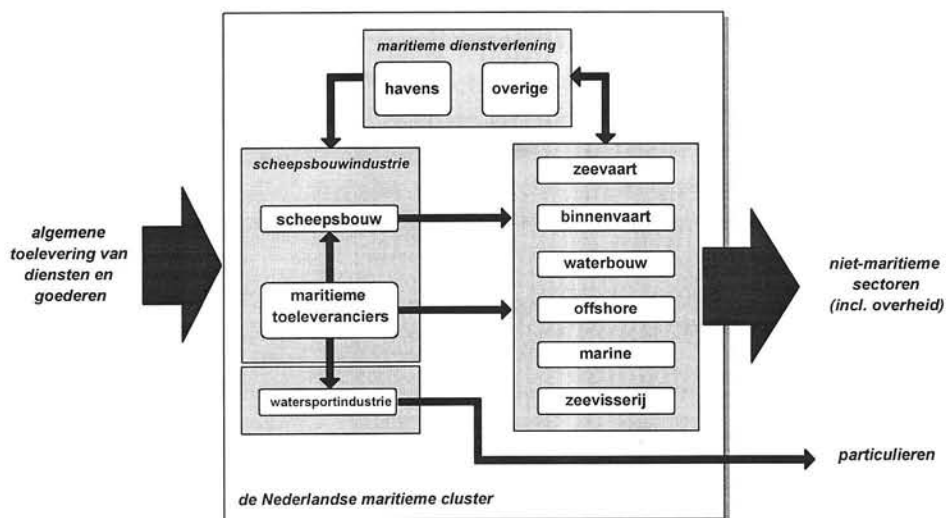 maritieme dienstverlening
havens
overige
scheepsbouwindustrie
scheepsbouw
maritieme
toeleveranciers
watersportindustrie
zeevaart
binnenvaart
waterbouw
offshore
marine
zeevisserij
algemene
toelevering van
diensten en
goederen
niet-maritieme
sectoren
(incl. overheid)
particulieren
de Nederlandse maritieme cluster